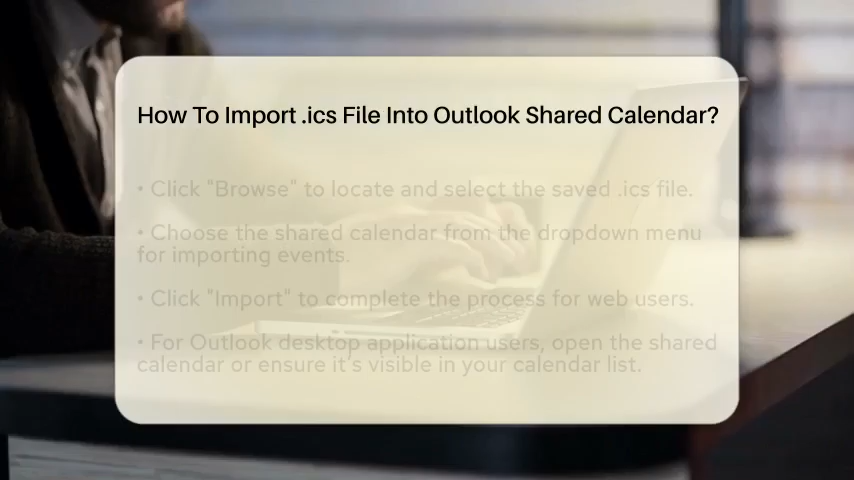 How To Import .ics File Into Outlook Shared Calendar?
• Click "Browse" to locate and select the saved .ics file.
• Choose the shared calendar from the dropdown menu
for importing events.
• Click "Import" to complete the process for web users.
• For Outlook desktop application users, open the shared
calendar or ensure it's visible in your calendar list.